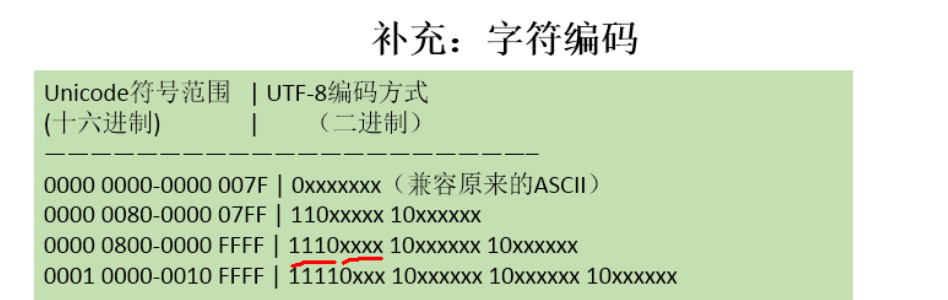 补充：字符编码
Unicode符号范围 | UTF-8编码方式
(十六进制) | （二进制）
———————————————————————–
0000 0000-0000 007F | 0xxxxxxx（兼容原来的ASCII）
0000 0080-0000 07FF | 110xxxxx 10xxxxxx
0000 0800-0000 FFFF | 1110xxxx 10xxxxxx 10xxxxxx
0001 0000-0010 FFFF | 11110xxx 10xxxxxx 10xxxxxx 10xxxxxx